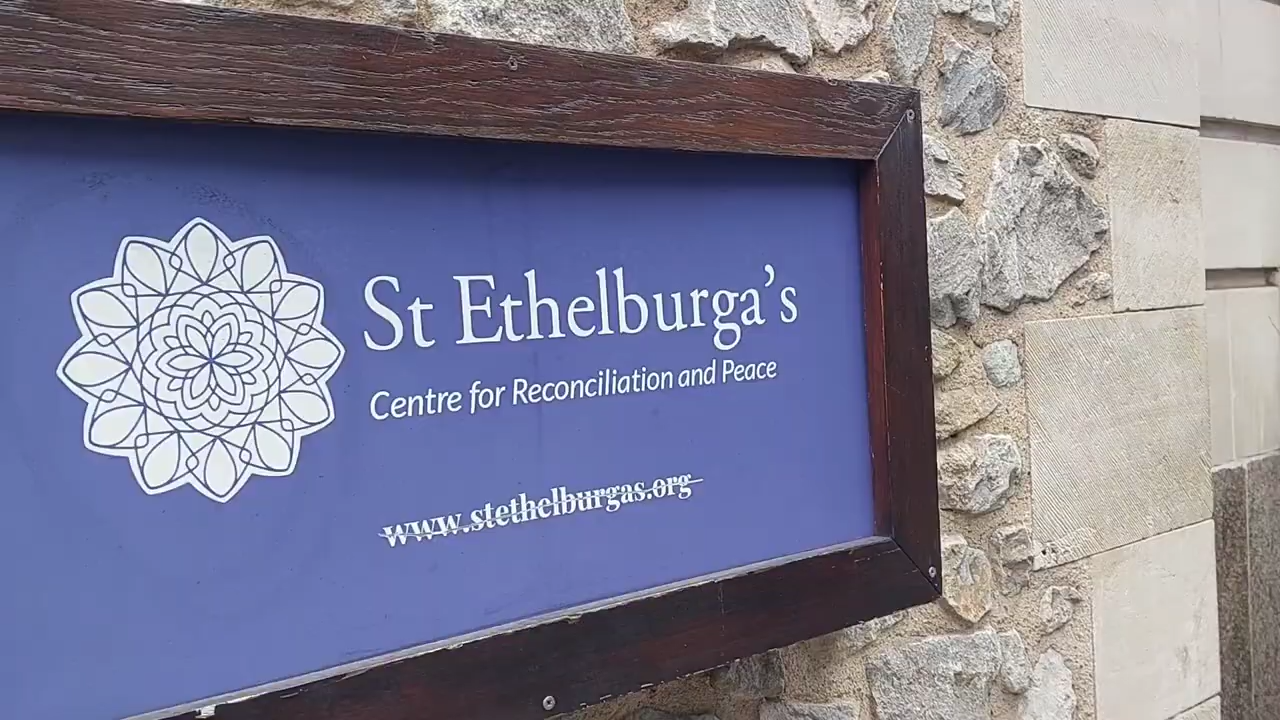 St Ethelburga's
Centre for Reconciliation and Peace
www.stethelburgas.org